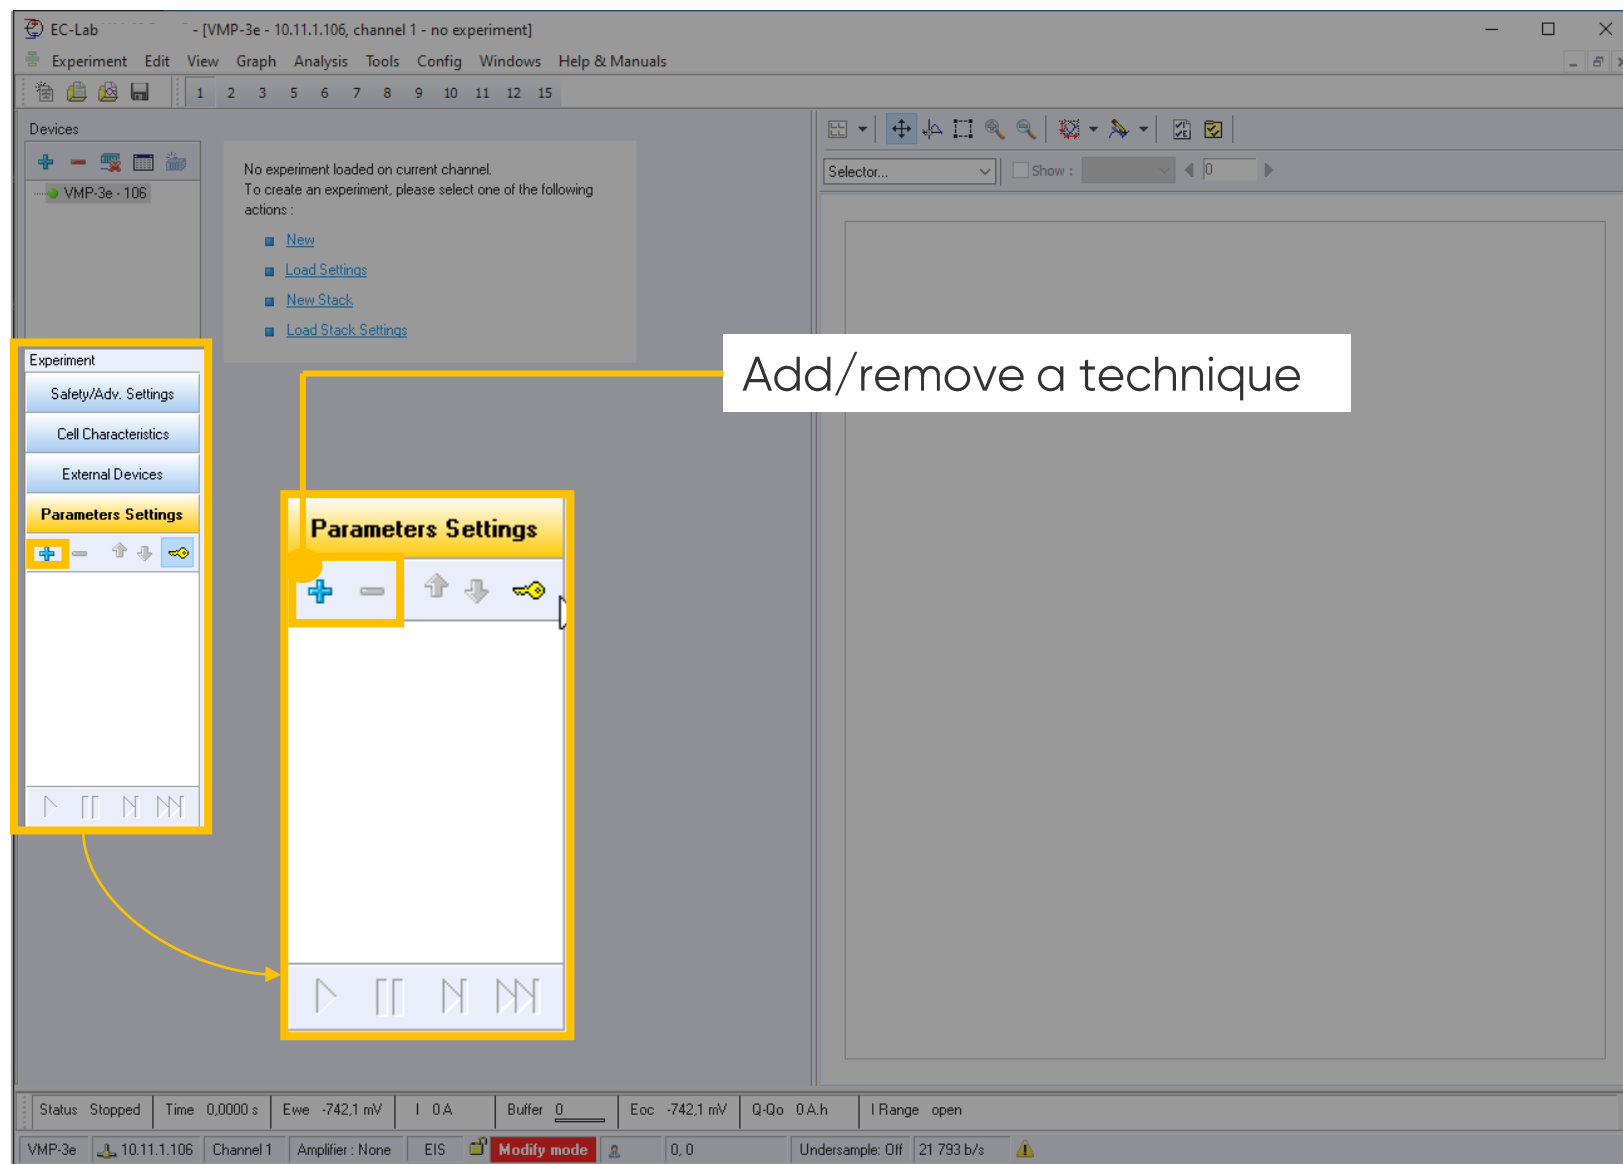 EC-Lab - [VMP-3e - 10.11.1.106, channel 1 - no experiment]
Experiment Edit View Graph Analysis Tools Config Windows Help & Manuals
1 2 3 5 6 7 8 9 10 11 12 15
Devices
VMP-3e - 106
No experiment loaded on current channel.
To create an experiment, please select one of the following
actions :
New
Load Settings
New Stack
Load Stack Settings
Selector... Show : 0
Add/remove a technique
Experiment
Safety/Adv. Settings
Cell Characteristics
External Devices
Parameters Settings
Parameters Settings
Status Stopped Time 0,0000 s Ewe -742,1 mV I 0 A Buffer 0 Eoc -742,1 mV Q-Qo 0 A.h I Range open
VMP-3e 10.11.1.106 Channel 1 Amplifier : None EIS Modify mode 0, 0 Undersample: Off 21 793 b/s